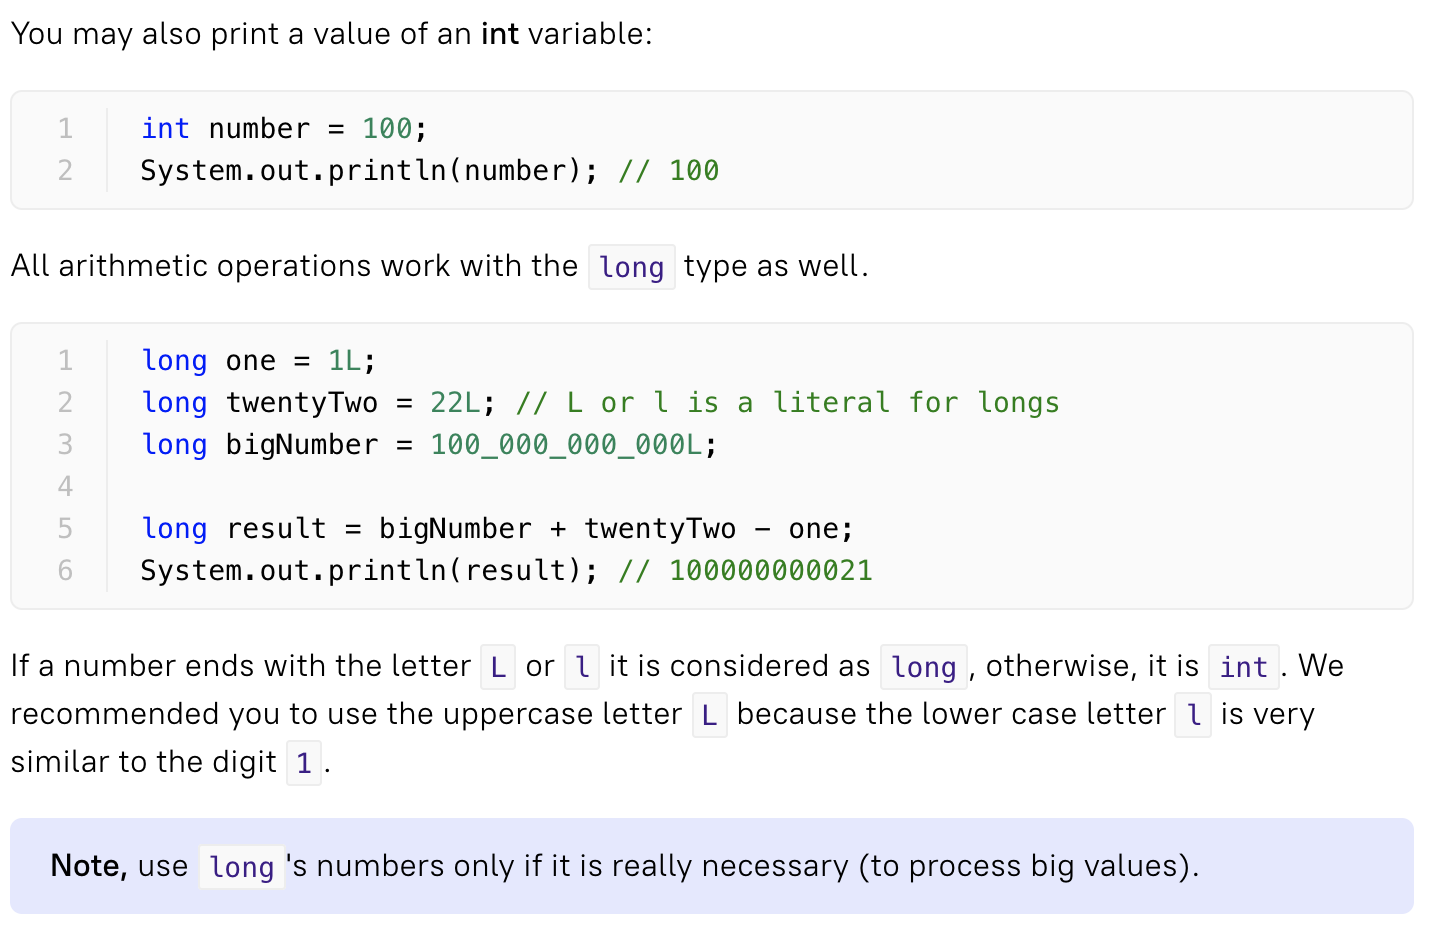 You may also print a value of an int variable:
1 int number = 100;
2 System.out.println(number); // 100
All arithmetic operations work with the long type as well.
1 long one = 1L;
2 long twentyTwo = 22L; // L or l is a literal for longs
3 long bigNumber = 100_000_000_000L;
4
5 long result = bigNumber + twentyTwo - one;
6 System.out.println(result); // 100000000021
If a number ends with the letter L or l it is considered as long, otherwise, it is int. We
recommended you to use the uppercase letter L because the lower case letter l is very
similar to the digit 1.
Note, use long's numbers only if it is really necessary (to process big values).